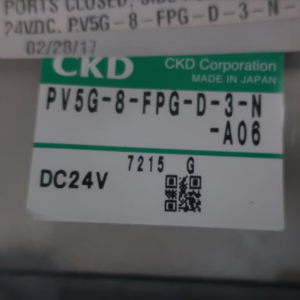 PORTS CLOSED,
24VDC. PV5G-8-FPG-D-3-N-
02/28/17
CKD CKD Corporation
MADE IN JAPAN
PV5G-8-FPG-D-3-N
-A06
7215 G
DC24V